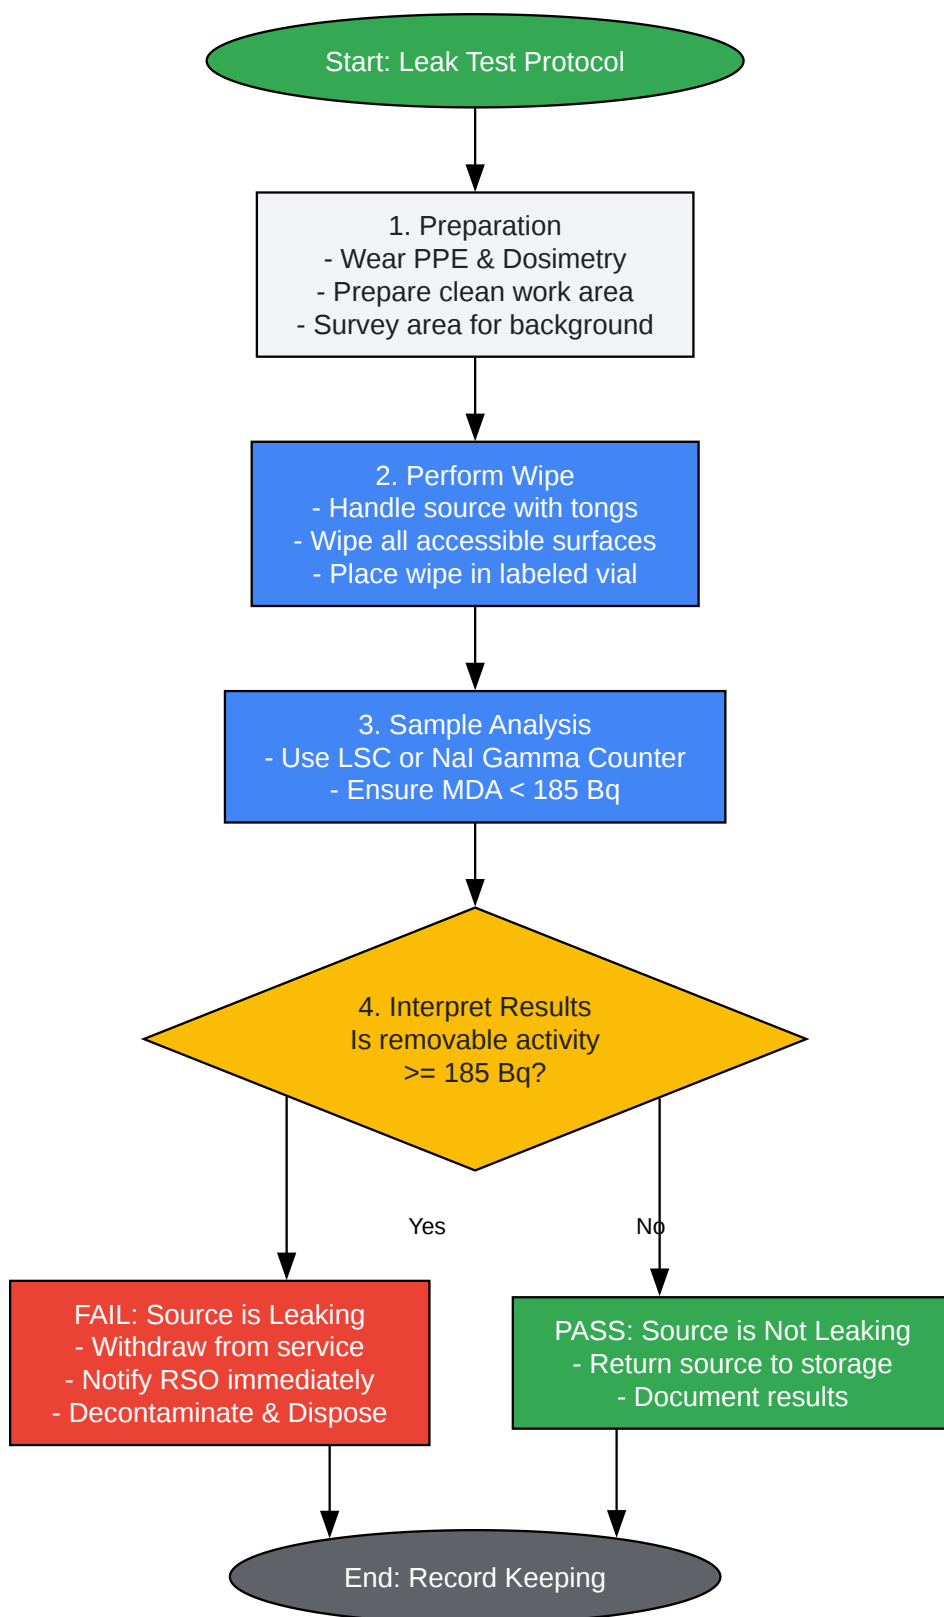 Start: Leak Test Protocol
1. Preparation
- Wear PPE & Dosimetry
- Prepare clean work area
- Survey area for background
2. Perform Wipe
- Handle source with tongs
- Wipe all accessible surfaces
- Place wipe in labeled vial
3. Sample Analysis
- Use LSC or NaI Gamma Counter
- Ensure MDA < 185 Bq
4. Interpret Results
Is removable activity
>= 185 Bq?
Yes
No
FAIL: Source is Leaking
- Withdraw from service
- Notify RSO immediately
- Decontaminate & Dispose
PASS: Source is Not Leaking
- Return source to storage
- Document results
End: Record Keeping